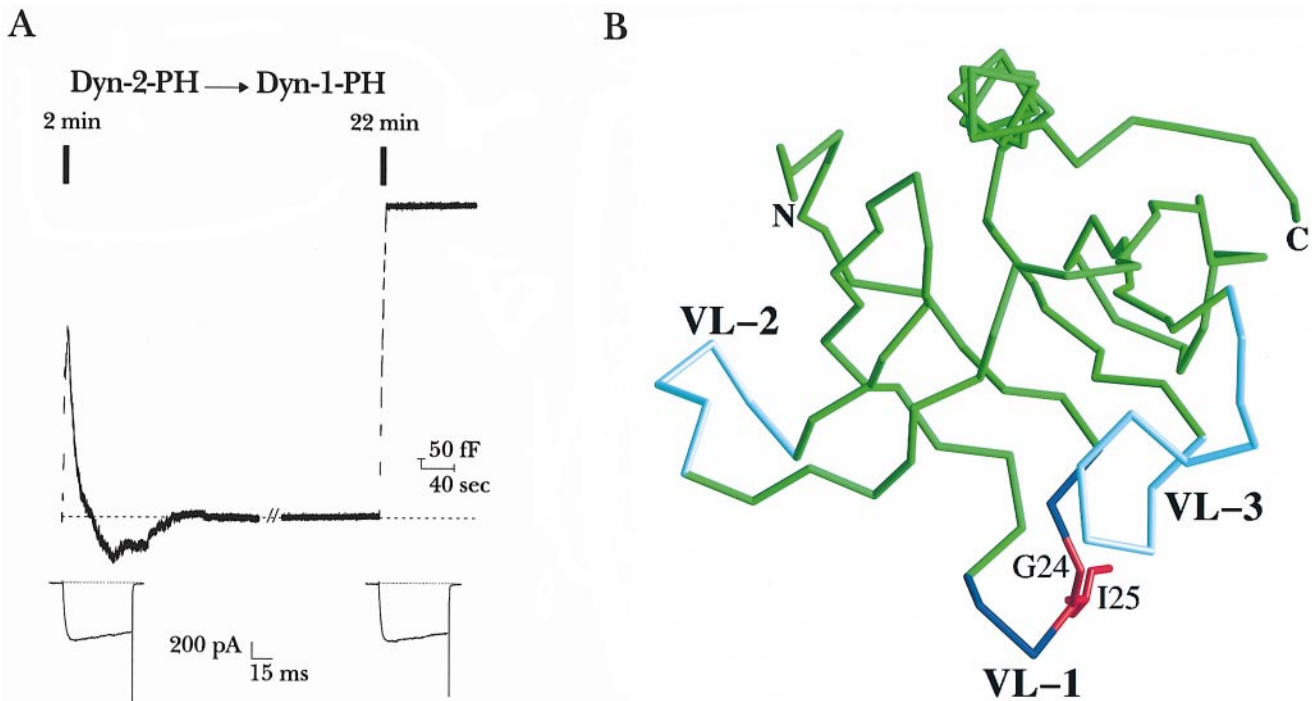 A
Dyn-2-PH → Dyn-1-PH
2 min 22 min
//
50 fF
40 sec
200 pA
15 ms
B
N
C
VL-2
VL-3
G24
I25
VL-1